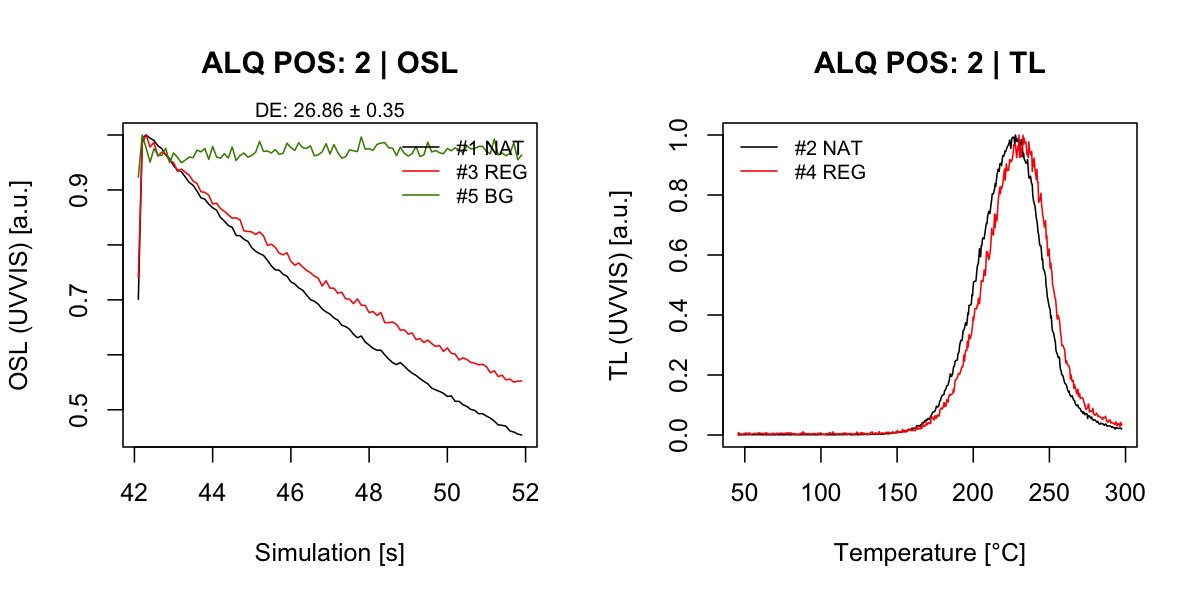 ALQ POS: 2 | OSL
DE: 26.86 ± 0.35
OSL (UVVIS) [a.u.]
0.9
0.7
0.5
#1 NAT
#3 REG
#5 BG
42 44 46 48 50 52
Simulation [s]
ALQ POS: 2 | TL
TL (UVVIS) [a.u.]
1.0
0.8
0.6
0.4
0.2
0.0
#2 NAT
#4 REG
50 100 150 200 250 300
Temperature [°C]